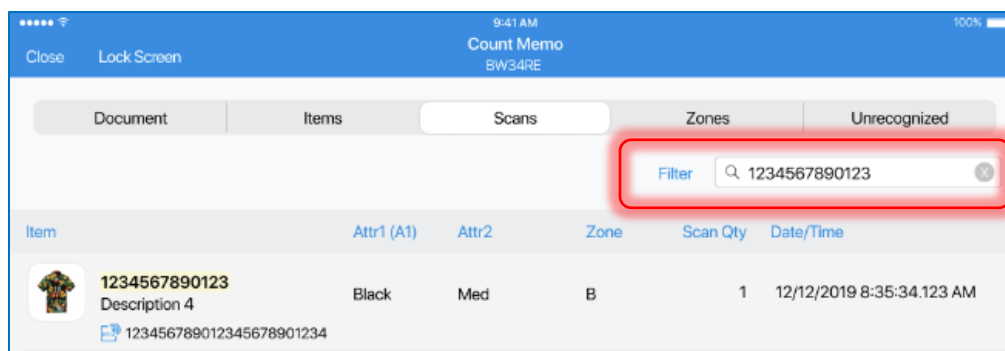 9:41 AM 100%
Close Lock Screen Count Memo
BW34RE
Document Items Scans Zones Unrecognized
Filter 1234567890123
Item Attr1 (A1) Attr2 Zone Scan Qty Date/Time
1234567890123
Description 4
Black Med B 1 12/12/2019 8:35:34.123 AM
123456789012345678901234